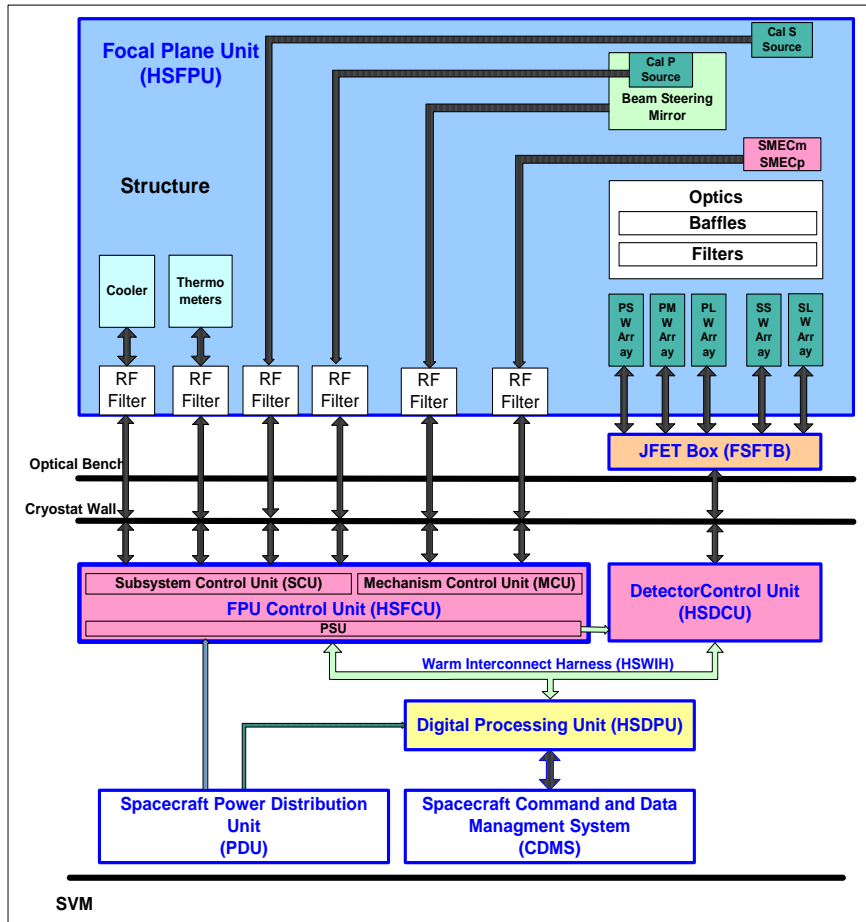 Focal Plane Unit
(HSFPU)
Cal S
Source
Cal P
Source
Beam Steering
Mirror
SMECm
SMECp
Structure
Optics
Baffles
Filters
Cooler
Thermo
meters
PS
W
Arr
ay
PM
W
Arr
ay
PL
W
Arr
ay
SS
W
Arr
ay
SL
W
Arr
ay
RF
Filter
RF
Filter
RF
Filter
RF
Filter
RF
Filter
RF
Filter
JFET Box (FSFTB)
Optical Bench
Cryostat Wall
Subsystem Control Unit (SCU)
Mechanism Control Unit (MCU)
FPU Control Unit (HSFCU)
PSU
DetectorControl Unit
(HSDCU)
Warm Interconnect Harness (HSWIH)
Digital Processing Unit (HSDPU)
Spacecraft Power Distribution
Unit
(PDU)
Spacecraft Command and Data
Managment System
(CDMS)
SVM